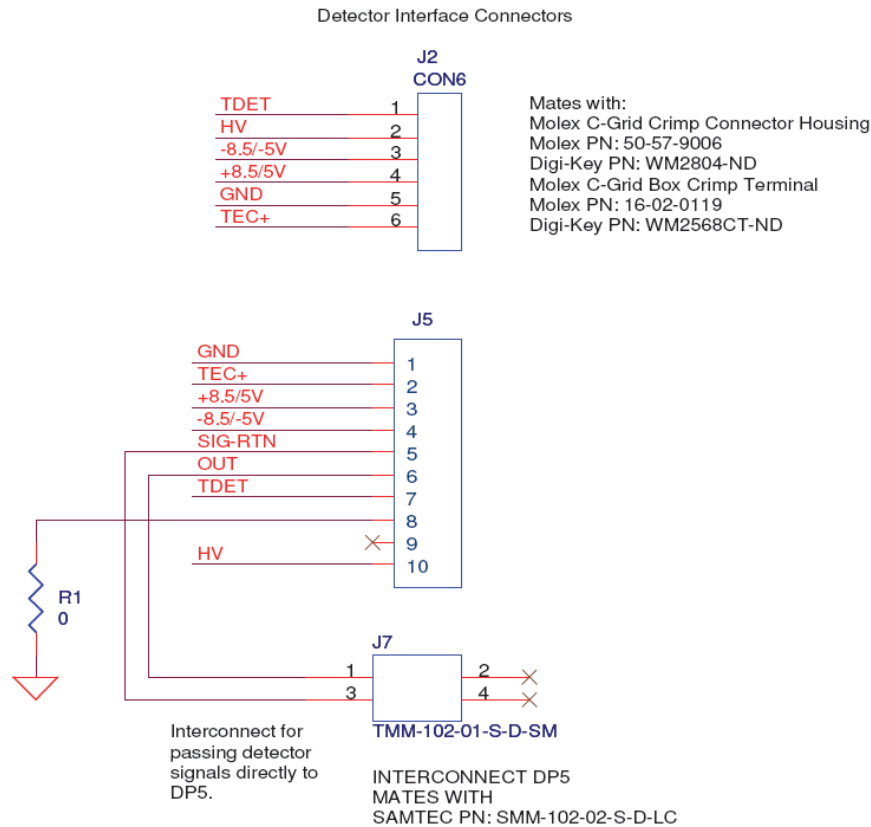 Detector Interface Connectors
J2
CON6
TDET 1
HV 2
-8.5/-5V 3
+8.5/5V 4
GND 5
TEC+ 6
Mates with:
Molex C-Grid Crimp Connector Housing
Molex PN: 50-57-9006
Digi-Key PN: WM2804-ND
Molex C-Grid Box Crimp Terminal
Molex PN: 16-02-0119
Digi-Key PN: WM2568CT-ND
J5
GND 1
TEC+ 2
+8.5/5V 3
-8.5/-5V 4
SIG-RTN 5
OUT 6
TDET 7
8
9
HV 10
R1
0
J7
1 2
3 4
TMM-102-01-S-D-SM
Interconnect for
passing detector
signals directly to
DP5.
INTERCONNECT DP5
MATES WITH
SAMTEC PN: SMM-102-02-S-D-LC